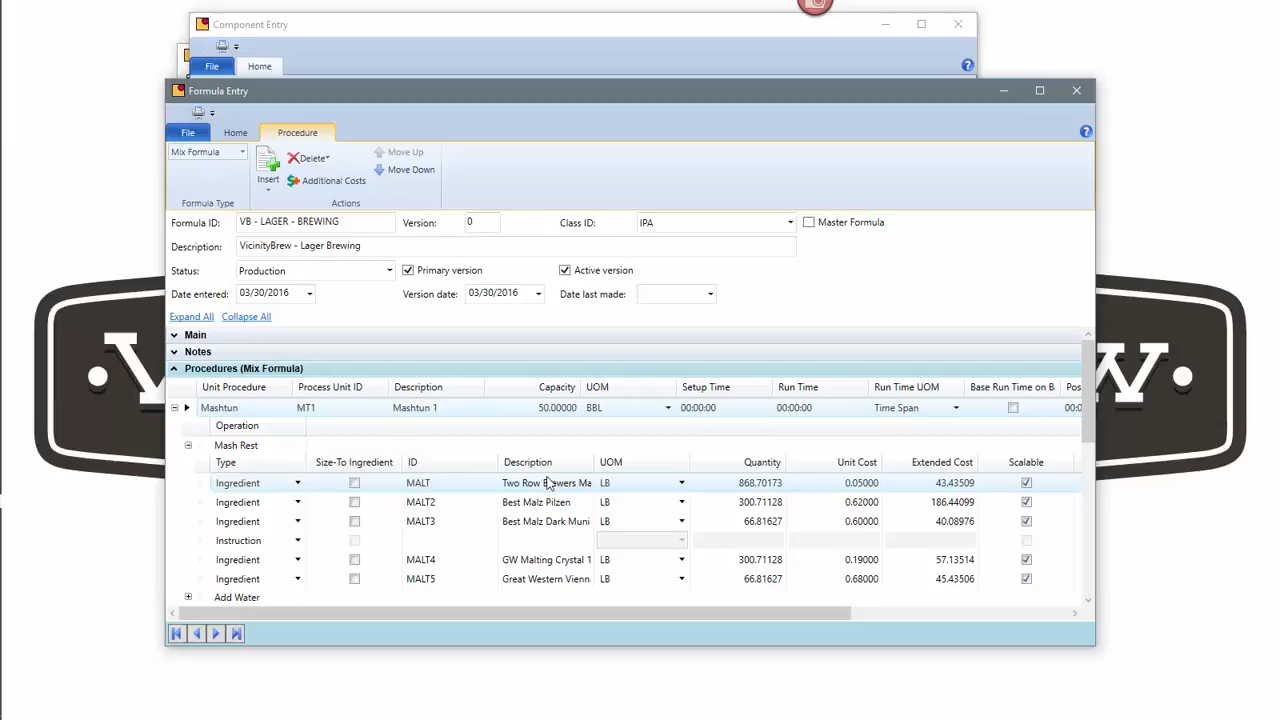 Component Entry
File Home
Formula Entry
File Home Procedure
Mix Formula
Insert
Delete
Additional Costs
Move Up
Move Down
Formula Type Actions
Formula ID: VB - LAGER - BREWING Version: 0 Class ID: IPA Master Formula
Description: VicinityBrew - Lager Brewing
Status: Production Primary version Active version
Date entered: 03/30/2016 Version date: 03/30/2016 Date last made:
Expand All Collapse All
Main
Notes
Procedures (Mix Formula)
Unit Procedure Process Unit ID Description Capacity UOM Setup Time Run Time Run Time UOM Base Run Time on B
Mashtun MT1 Mashtun 1 50.00000 BBL 00:00:00 00:00:00 Time Span
Operation
Mash Rest
Type Size-To Ingredient ID Description UOM Quantity Unit Cost Extended Cost Scalable
Ingredient MALT Two Row Brewers Ma LB 868.70173 0.05000 43.43509
Ingredient MALT2 Best Malz Pilzen LB 300.71128 0.62000 186.44099
Ingredient MALT3 Best Malz Dark Muni LB 66.81627 0.60000 40.08976
Instruction
Ingredient MALT4 GW Malting Crystal 1 LB 300.71128 0.19000 57.13514
Ingredient MALT5 Great Western Vienn LB 66.81627 0.68000 45.43506
Add Water